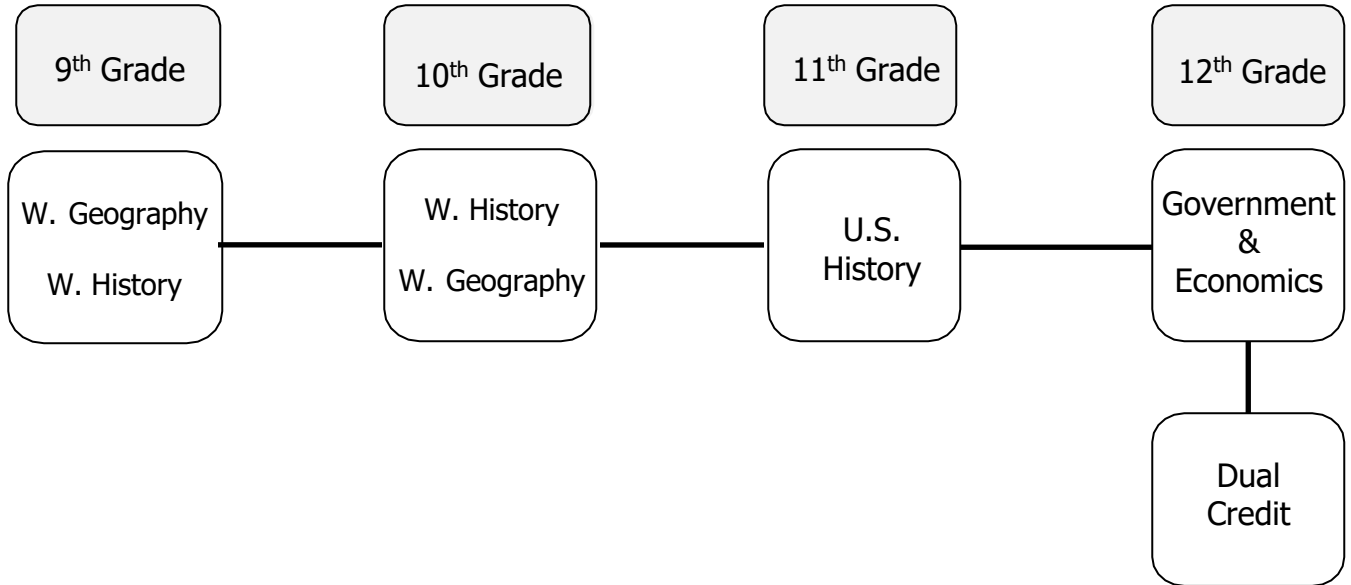 9th Grade
10th Grade
11th Grade
12th Grade
W. Geography
W. History
W. History
W. Geography
U.S.
History
Government
&
Economics
Dual
Credit